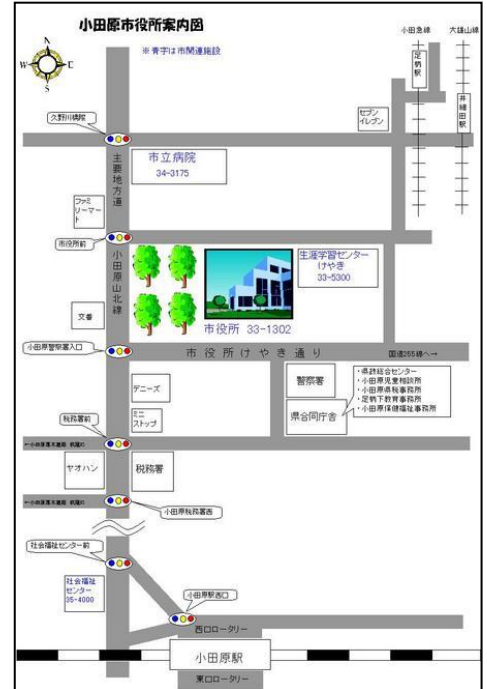 小田原市役所案内図
※青字は市関連施設
N
W
E
S
小田急線
大雄山線
足柄駅
井細田駅
セブン
イレブン
久野川橋際
主要地方道
市立病院
34-3175
ファミ
リーマー
ト
市役所前
小田原山北線
生涯学習センター
けやき
33-5300
市役所 33-1302
交番
小田原警察署入口
市役所けやき通り
国道255線へ→
デニーズ
警察署
・県政総合センター
・小田原児童相談所
・小田原県税事務所
・足柄下教育事務所
・小田原保健福祉事務所
県合同庁舎
ミニ
ストップ
税務署前
ヤオハン
税務署
小田原税務署西
社会福祉センター前
社会福祉
センター
35-4000
小田原駅西口
西口ロータリー
小田原駅
東口ロータリー